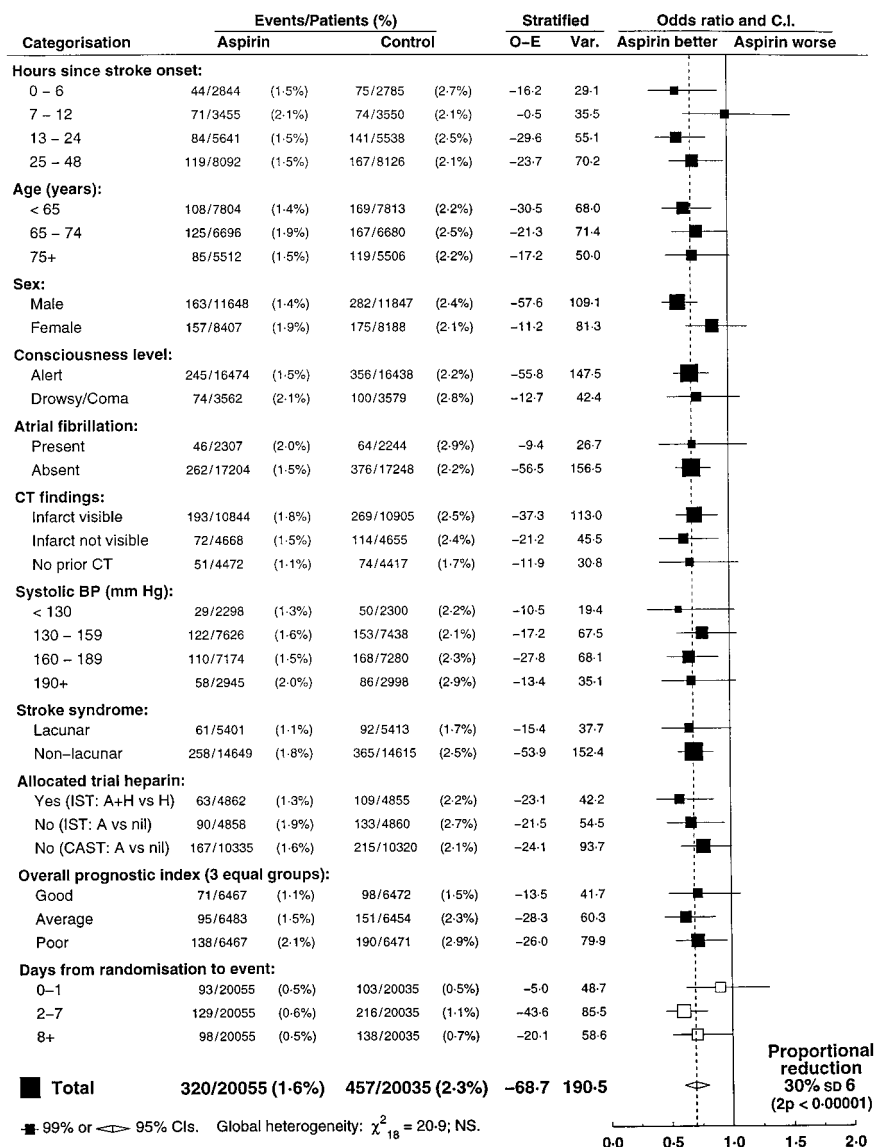 Events/Patients (%) Stratified Odds ratio and C.I.
Categorisation Aspirin Control O–E Var. Aspirin better Aspirin worse
Hours since stroke onset:
0 – 6 44/2844 (1·5%) 75/2785 (2·7%) –16·2 29·1
7 – 12 71/3455 (2·1%) 74/3550 (2·1%) –0·5 35·5
13 – 24 84/5641 (1·5%) 141/5538 (2·5%) –29·6 55·1
25 – 48 119/8092 (1·5%) 167/8126 (2·1%) –23·7 70·2
Age (years):
< 65 108/7804 (1·4%) 169/7813 (2·2%) –30·5 68·0
65 – 74 125/6696 (1·9%) 167/6680 (2·5%) –21·3 71·4
75+ 85/5512 (1·5%) 119/5506 (2·2%) –17·2 50·0
Sex:
Male 163/11648 (1·4%) 282/11847 (2·4%) –57·6 109·1
Female 157/8407 (1·9%) 175/8188 (2·1%) –11·2 81·3
Consciousness level:
Alert 245/16474 (1·5%) 356/16438 (2·2%) –55·8 147·5
Drowsy/Coma 74/3562 (2·1%) 100/3579 (2·8%) –12·7 42·4
Atrial fibrillation:
Present 46/2307 (2·0%) 64/2244 (2·9%) –9·4 26·7
Absent 262/17204 (1·5%) 376/17248 (2·2%) –56·5 156·5
CT findings:
Infarct visible 193/10844 (1·8%) 269/10905 (2·5%) –37·3 113·0
Infarct not visible 72/4668 (1·5%) 114/4655 (2·4%) –21·2 45·5
No prior CT 51/4472 (1·1%) 74/4417 (1·7%) –11·9 30·8
Systolic BP (mm Hg):
< 130 29/2298 (1·3%) 50/2300 (2·2%) –10·5 19·4
130 – 159 122/7626 (1·6%) 153/7438 (2·1%) –17·2 67·5
160 – 189 110/7174 (1·5%) 168/7280 (2·3%) –27·8 68·1
190+ 58/2945 (2·0%) 86/2998 (2·9%) –13·4 35·1
Stroke syndrome:
Lacunar 61/5401 (1·1%) 92/5413 (1·7%) –15·4 37·7
Non–lacunar 258/14649 (1·8%) 365/14615 (2·5%) –53·9 152·4
Allocated trial heparin:
Yes (IST: A+H vs H) 63/4862 (1·3%) 109/4855 (2·2%) –23·1 42·2
No (IST: A vs nil) 90/4858 (1·9%) 133/4860 (2·7%) –21·5 54·5
No (CAST: A vs nil) 167/10335 (1·6%) 215/10320 (2·1%) –24·1 93·7
Overall prognostic index (3 equal groups):
Good 71/6467 (1·1%) 98/6472 (1·5%) –13·5 41·7
Average 95/6483 (1·5%) 151/6454 (2·3%) –28·3 60·3
Poor 138/6467 (2·1%) 190/6471 (2·9%) –26·0 79·9
Days from randomisation to event:
0–1 93/20055 (0·5%) 103/20035 (0·5%) –5·0 48·7
2–7 129/20055 (0·6%) 216/20035 (1·1%) –43·6 85·5
8+ 98/20055 (0·5%) 138/20035 (0·7%) –20·1 58·6
Total 320/20055 (1·6%) 457/20035 (2·3%) –68·7 190·5
Proportional
reduction
30% SD 6
(2p < 0·00001)
99% or 95% CIs. Global heterogeneity: χ²₁₈ = 20·9; NS.
0·0 0·5 1·0 1·5 2·0